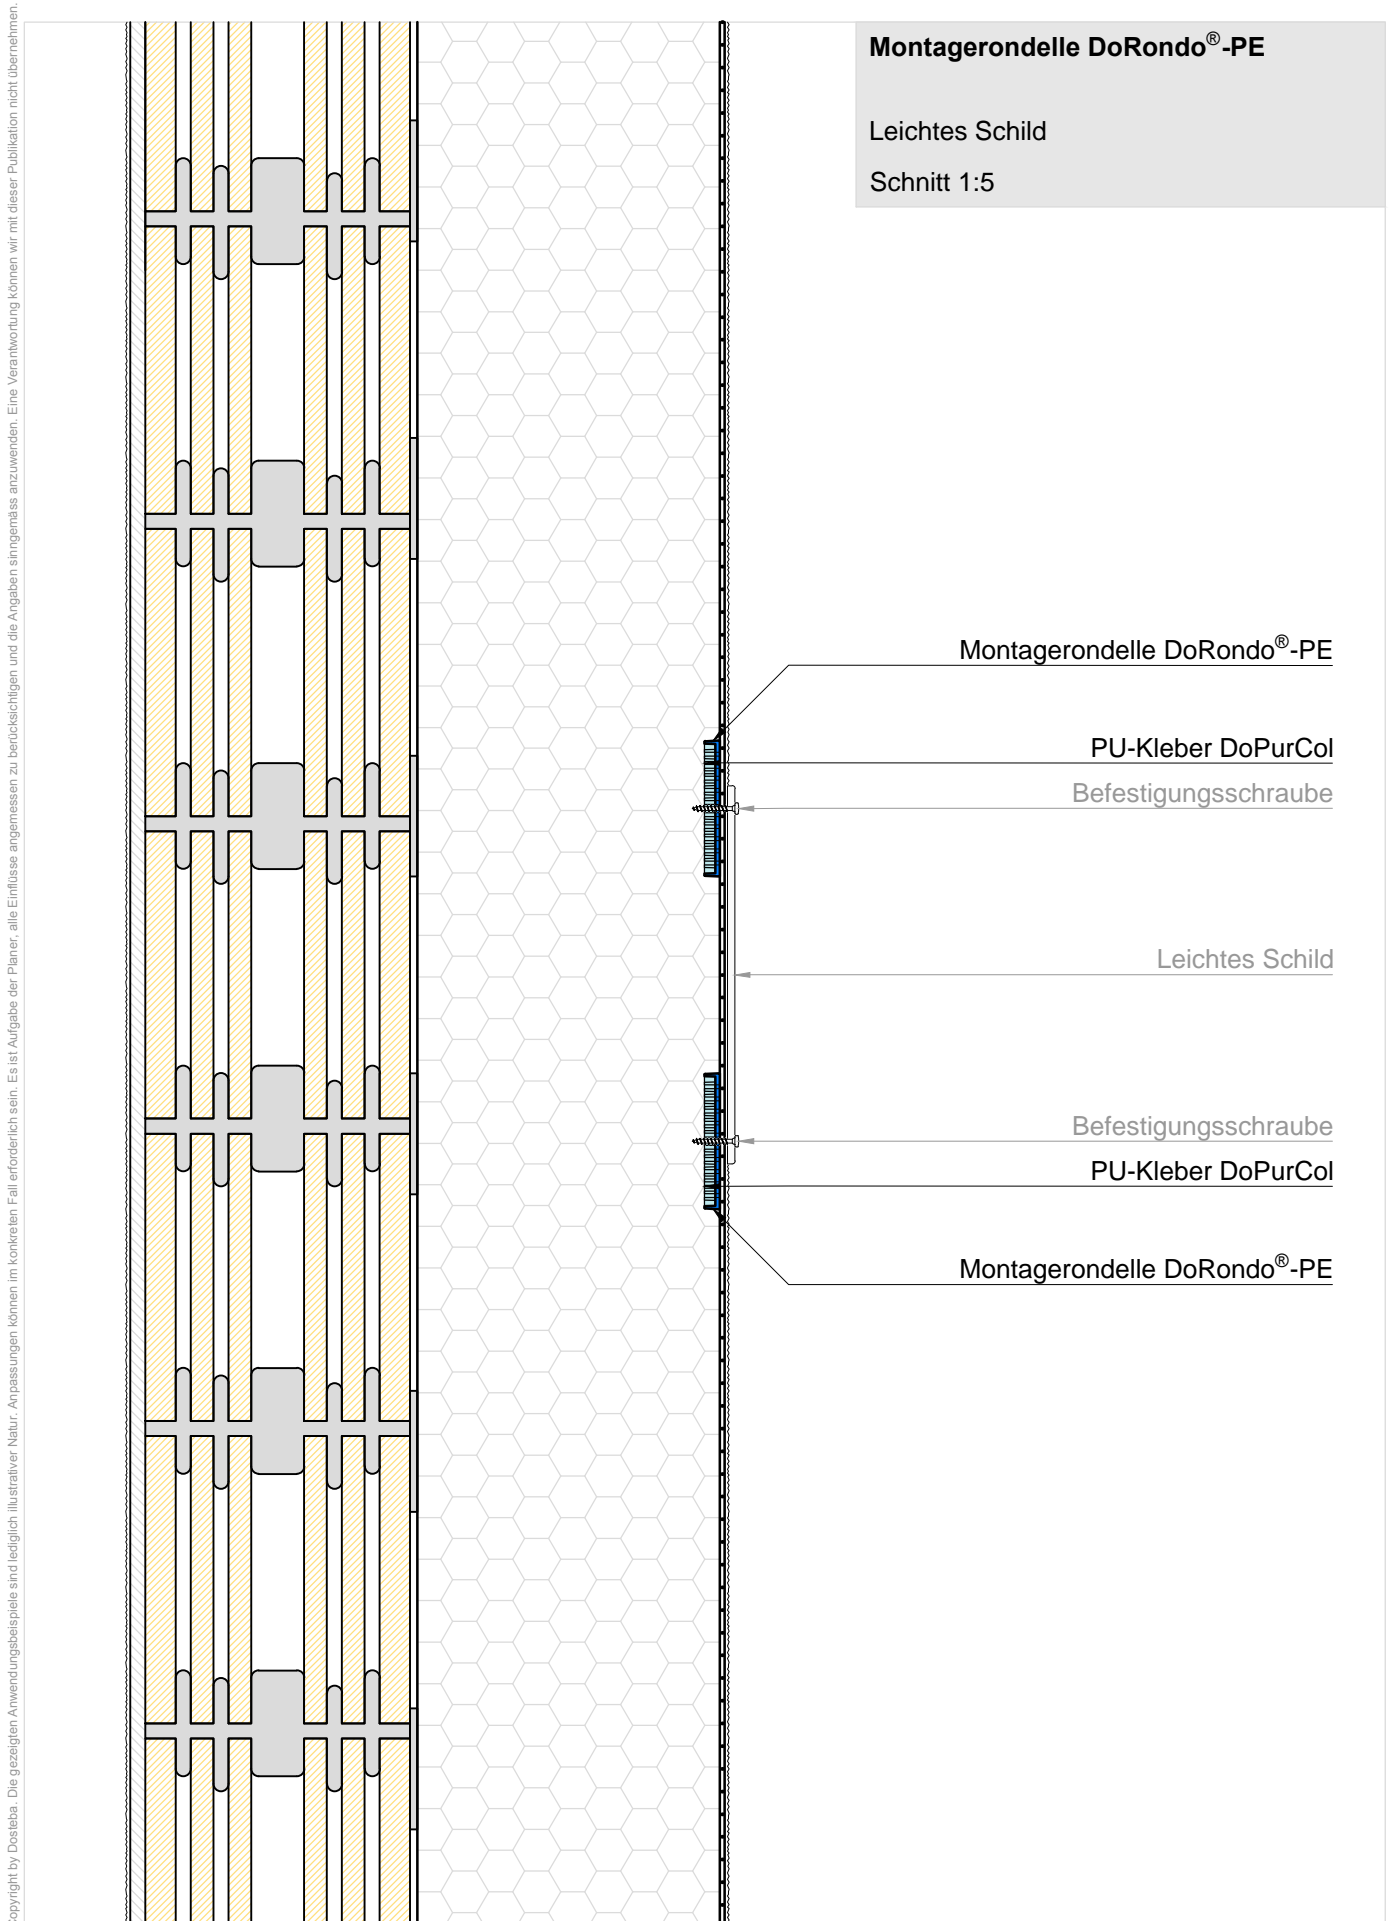 Montagerondelle DoRondo®-PE
Leichtes Schild
Schnitt 1:5
Montagerondelle DoRondo®-PE
PU-Kleber DoPurCol
Befestigungsschraube
Leichtes Schild
Befestigungsschraube
PU-Kleber DoPurCol
Montagerondelle DoRondo®-PE
Copyright by Dosteba. Die gezeigten Anwendungsbeispiele sind lediglich illustrativer Natur. Anpassungen können im konkreten Fall erforderlich sein. Es ist Aufgabe der Planer, alle Einflüsse angemessen zu berücksichtigen und die Angaben sinngemäss anzuwenden. Eine Verantwortung können wir mit dieser Publikation nicht übernehmen.